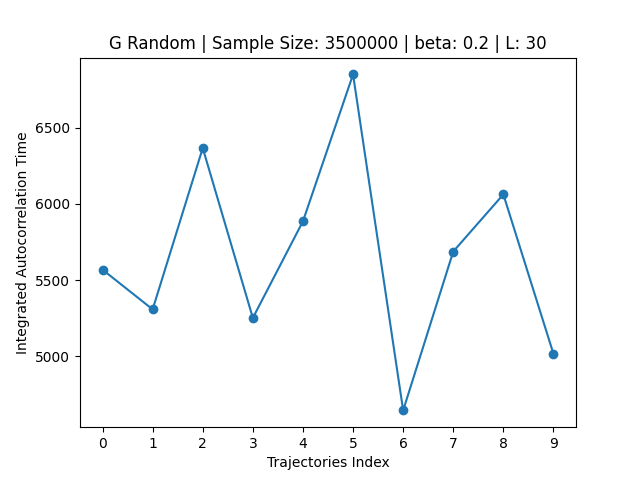 G Random | Sample Size: 3500000 | beta: 0.2 | L: 30
Integrated Autocorrelation Time
6500
6000
5500
5000
0 1 2 3 4 5 6 7 8 9
Trajectories Index